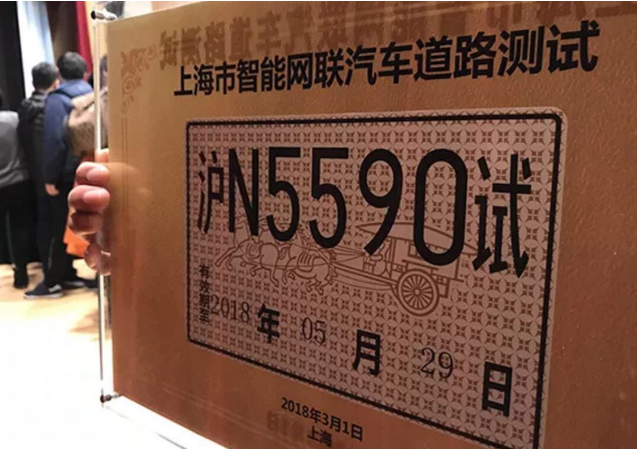 上海市智能网联汽车道路测试
沪N5590试
有效期至2018年05月29日
2018年3月1日
上海